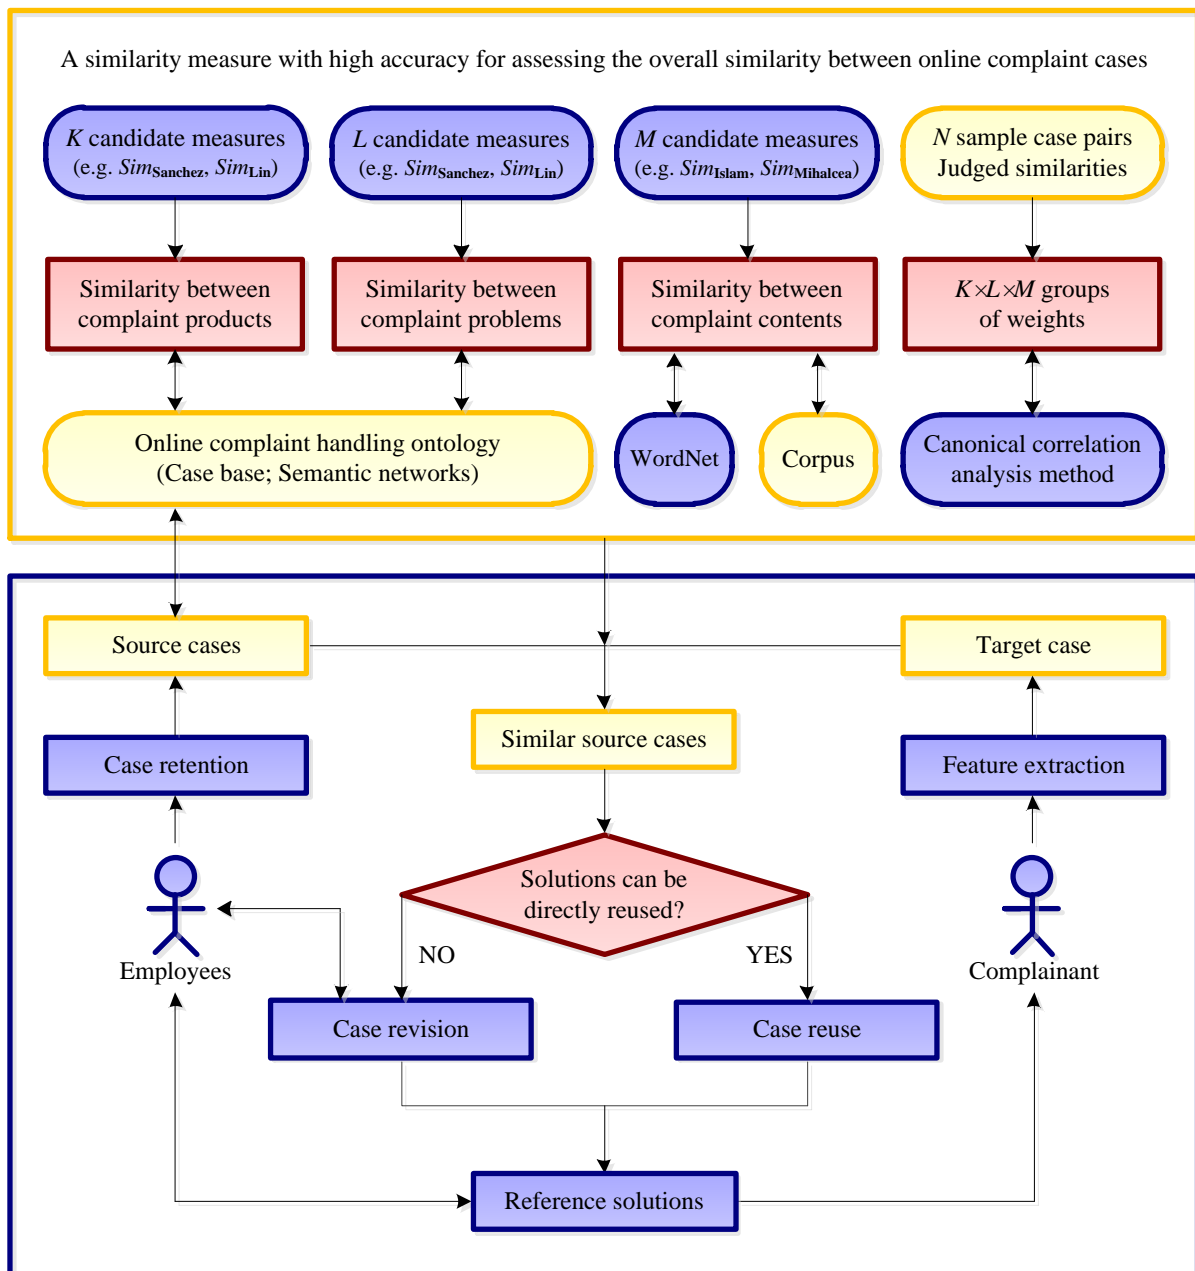 A similarity measure with high accuracy for assessing the overall similarity between online complaint cases
K candidate measures
(e.g. SimSanchez, SimLin)
L candidate measures
(e.g. SimSanchez, SimLin)
M candidate measures
(e.g. SimIslam, SimMihalcea)
N sample case pairs
Judged similarities
Similarity between
complaint products
Similarity between
complaint problems
Similarity between
complaint contents
K×L×M groups
of weights
Online complaint handling ontology
(Case base; Semantic networks)
WordNet
Corpus
Canonical correlation
analysis method
Source cases
Target case
Similar source cases
Case retention
Feature extraction
Solutions can be
directly reused?
NO
YES
Employees
Complainant
Case revision
Case reuse
Reference solutions